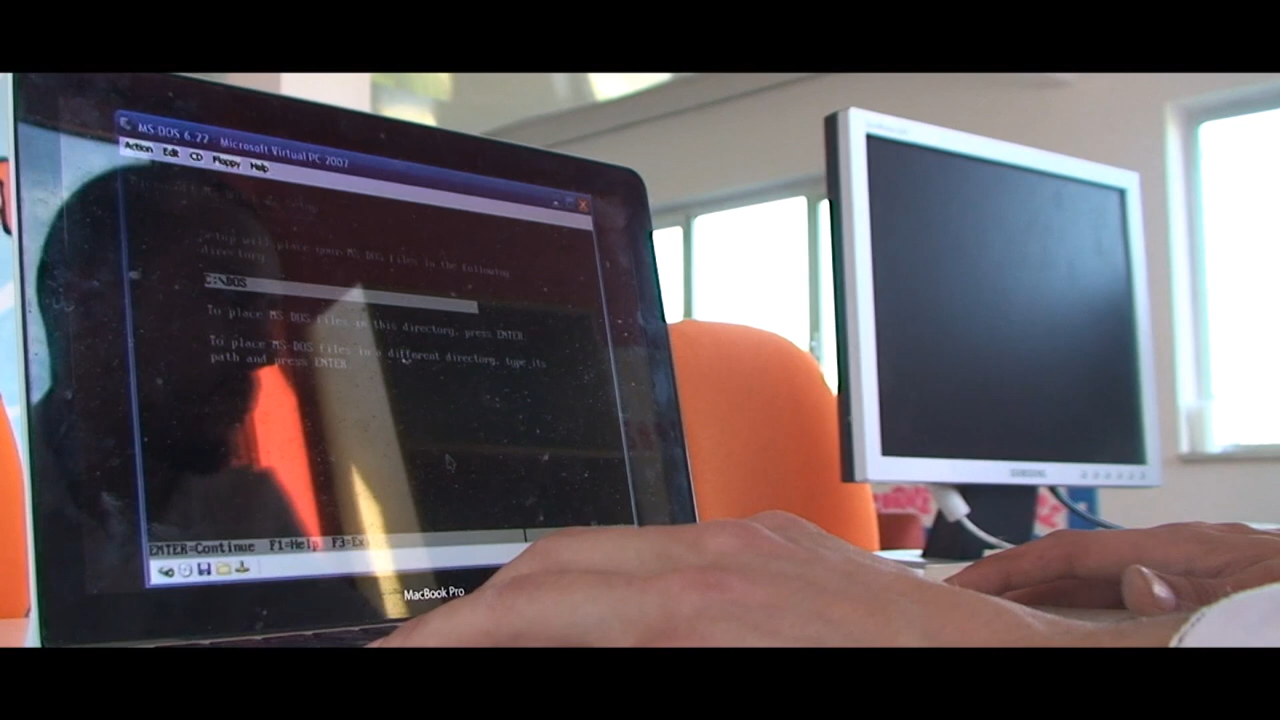 MS-DOS 6.22 - Microsoft Virtual PC 2007
Action Edit CD Floppy Help
Setup will place your MS-DOS files in the following
directory
C:\DOS
To place MS-DOS files in this directory, press ENTER.
To place MS-DOS files in a different directory, type its
path and press ENTER.
ENTER=Continue F1=Help F3=Ex
MacBook Pro
SAMSUNG